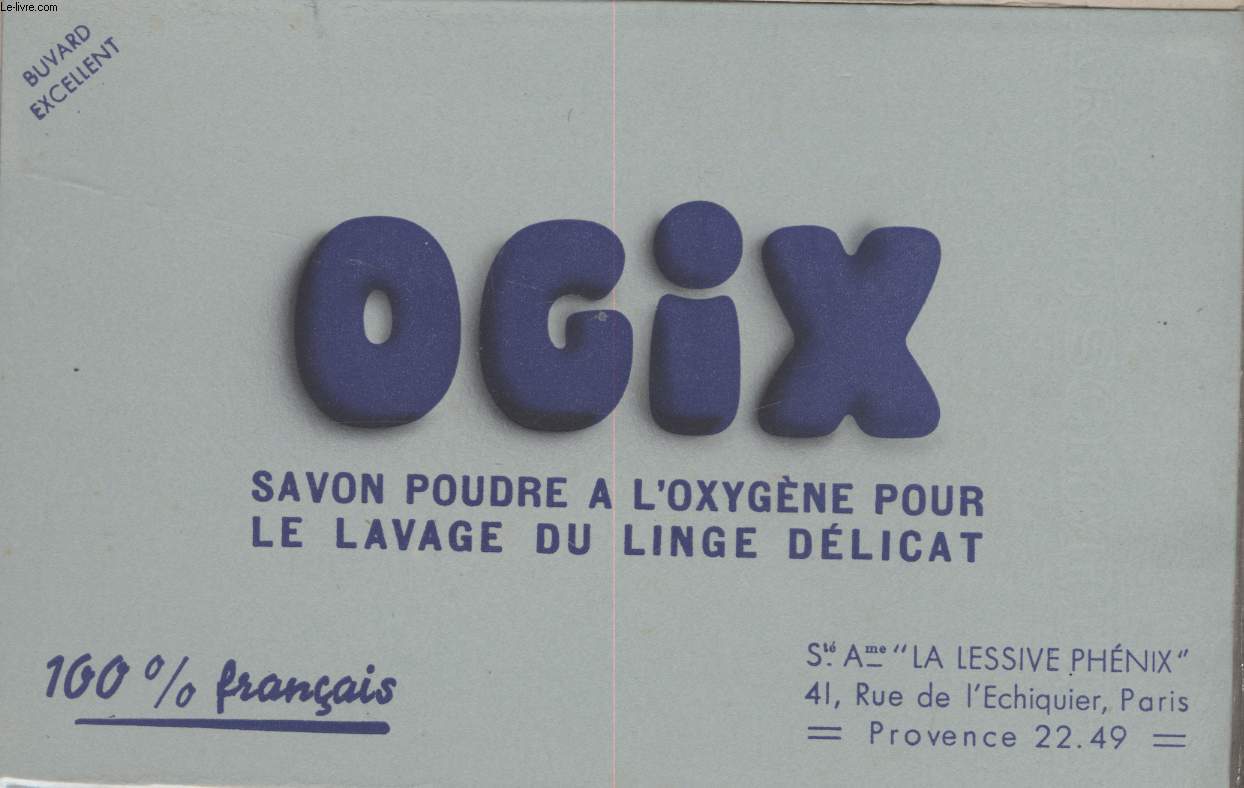 Le-livre.com
BUVARD
EXCELLENT
OGiX
SAVON POUDRE A L'OXYGÈNE POUR
LE LAVAGE DU LINGE DÉLICAT
100 % français
Sté Ame "LA LESSIVE PHÉNIX"
41, Rue de l'Echiquier, Paris
= Provence 22.49 =